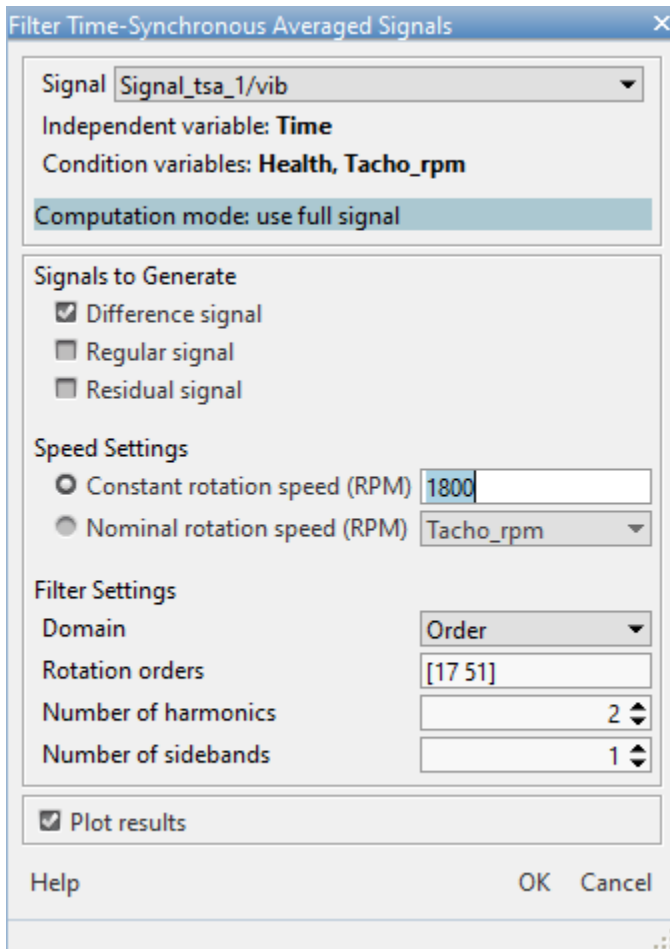 Filter Time-Synchronous Averaged Signals
Signal Signal_tsa_1/vib
Independent variable: Time
Condition variables: Health, Tacho_rpm
Computation mode: use full signal
Signals to Generate
Difference signal
Regular signal
Residual signal
Speed Settings
Constant rotation speed (RPM) 1800
Nominal rotation speed (RPM) Tacho_rpm
Filter Settings
Domain Order
Rotation orders [17 51]
Number of harmonics 2
Number of sidebands 1
Plot results
Help OK Cancel